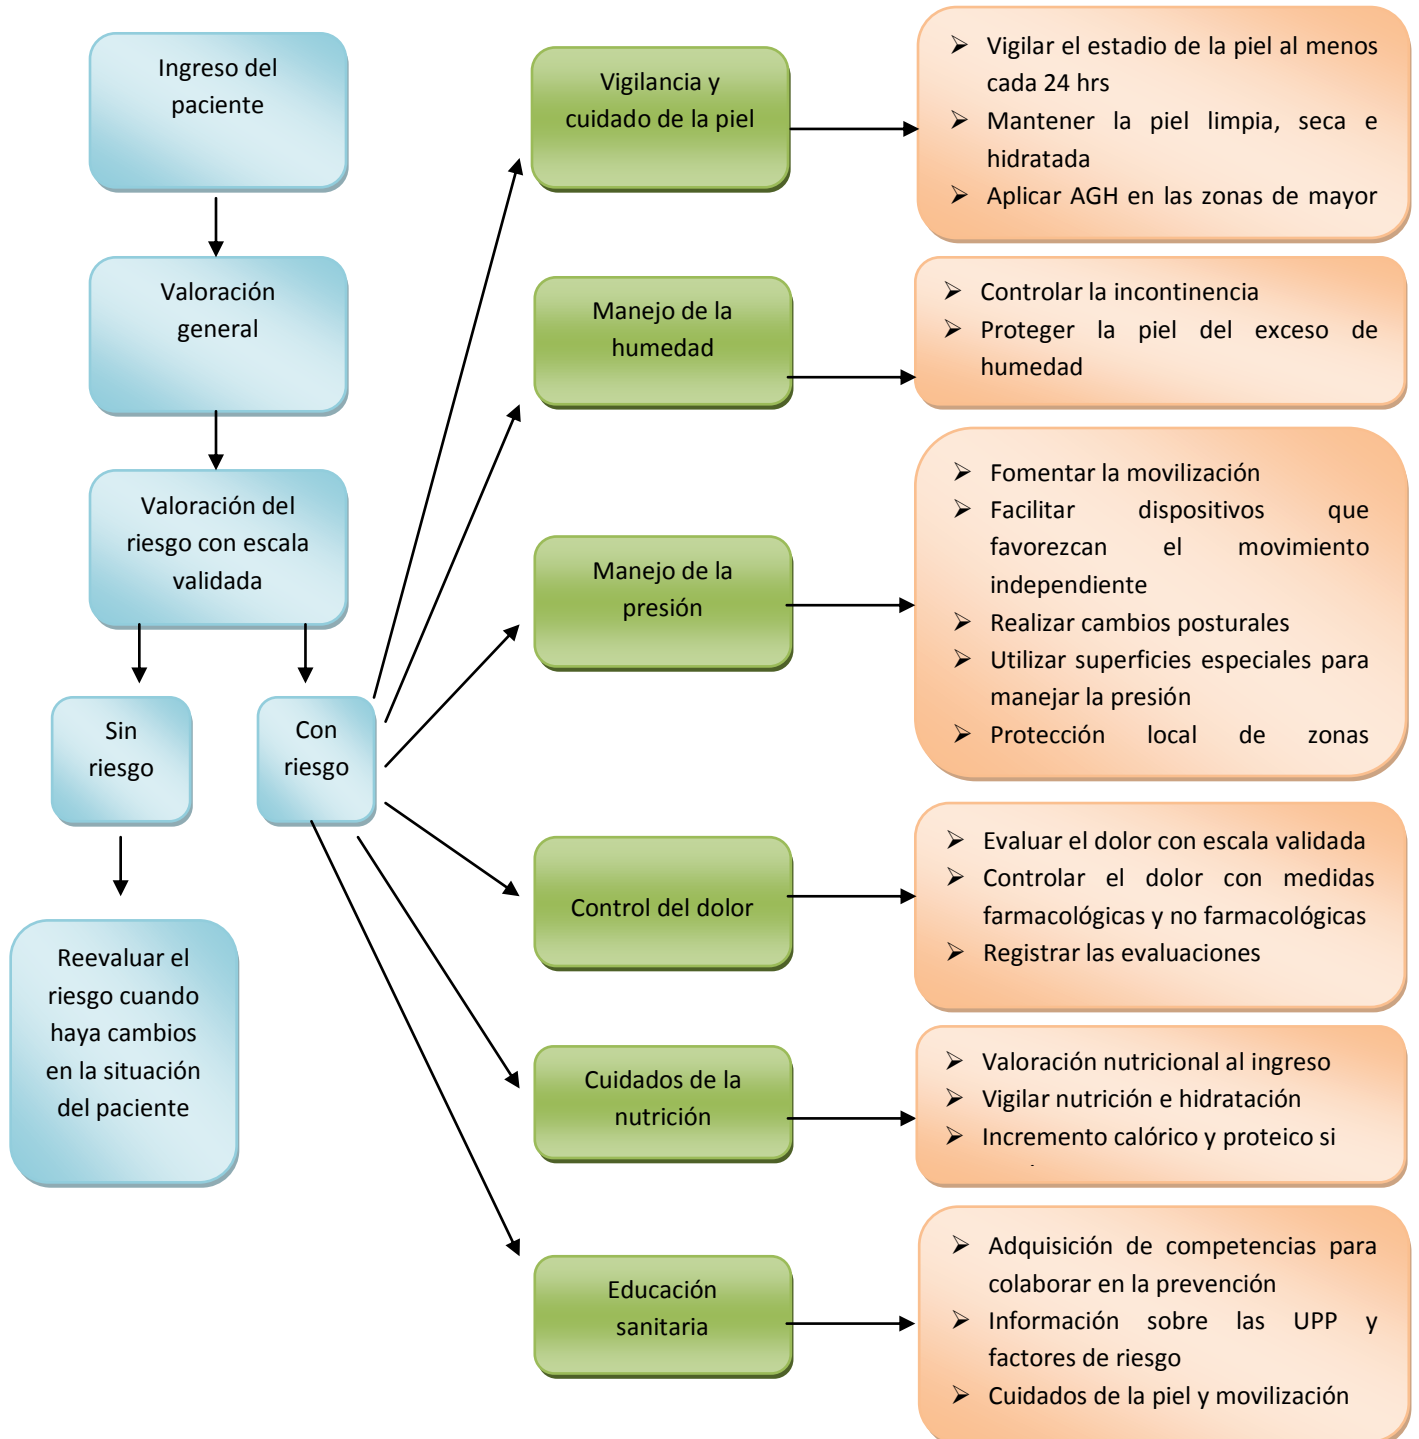 Ingreso del
paciente
Valoración
general
Valoración del
riesgo con escala
validada
Sin
riesgo
Con
riesgo
Reevaluar el
riesgo cuando
haya cambios
en la situación
del paciente
Vigilancia y
cuidado de la piel
➢ Vigilar el estadio de la piel al menos
cada 24 hrs
➢ Mantener la piel limpia, seca e
hidratada
➢ Aplicar AGH en las zonas de mayor
Manejo de la
humedad
➢ Controlar la incontinencia
➢ Proteger la piel del exceso de
humedad
Manejo de la
presión
➢ Fomentar la movilización
➢ Facilitar dispositivos que
favorezcan el movimiento
independiente
➢ Realizar cambios posturales
➢ Utilizar superficies especiales para
manejar la presión
➢ Protección local de zonas
Control del dolor
➢ Evaluar el dolor con escala validada
➢ Controlar el dolor con medidas
farmacológicas y no farmacológicas
➢ Registrar las evaluaciones
Cuidados de la
nutrición
➢ Valoración nutricional al ingreso
➢ Vigilar nutrición e hidratación
➢ Incremento calórico y proteico si
Educación
sanitaria
➢ Adquisición de competencias para
colaborar en la prevención
➢ Información sobre las UPP y
factores de riesgo
➢ Cuidados de la piel y movilización